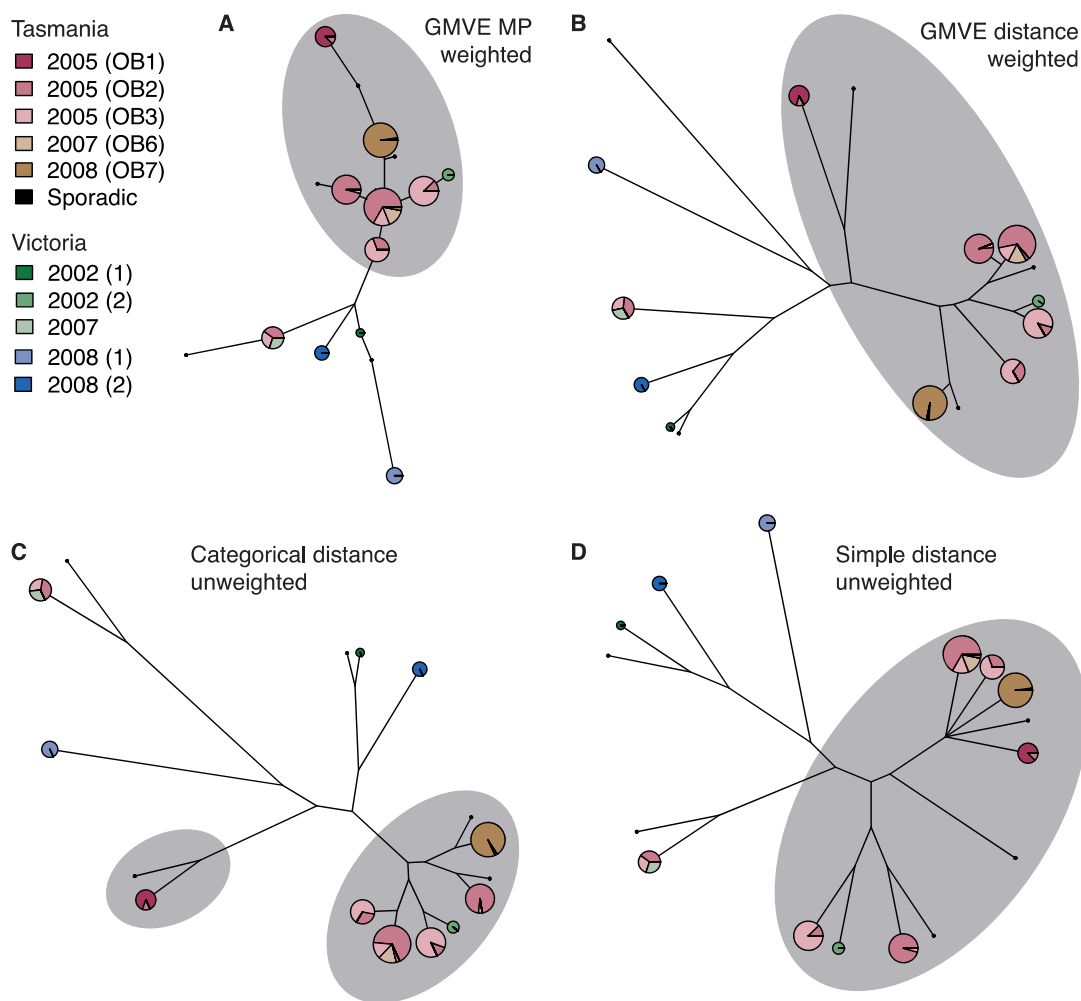 Tasmania
2005 (OB1)
2005 (OB2)
2005 (OB3)
2007 (OB6)
2008 (OB7)
Sporadic
Victoria
2002 (1)
2002 (2)
2007
2008 (1)
2008 (2)
A
GMVE MP
weighted
B
GMVE distance
weighted
C
Categorical distance
unweighted
D
Simple distance
unweighted